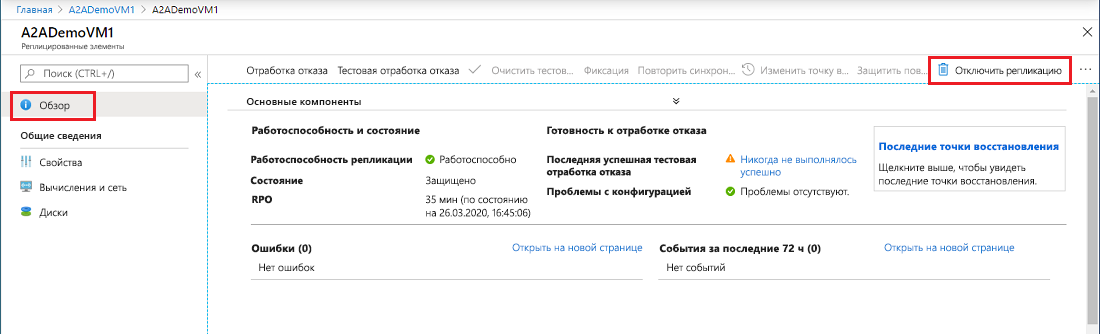 Главная > A2ADemoVM1 > A2ADemoVM1
A2ADemoVM1
Реплицированные элементы
Поиск (CTRL+/)
«
Обзор
Общие сведения
Свойства
Вычисления и сеть
Диски
Отработка отказа Тестовая отработка отказа Очистить тестов... Фиксация Повторить синхрон... Изменить точку в... Защитить пов... Отключить репликацию ...
Основные компоненты
Работоспособность и состояние
Работоспособность репликации Работоспособно
Состояние Защищено
RPO 35 мин (по состоянию
на 26.03.2020, 16:45:06)
Готовность к отработке отказа
Последняя успешная тестовая Никогда не выполнялось
отработка отказа успешно
Проблемы с конфигурацией Проблемы отсутствуют.
Последние точки восстановления
Щелкните выше, чтобы увидеть
последние точки восстановления.
Ошибки (0) Открыть на новой странице
Нет ошибок
События за последние 72 ч (0) Открыть на новой странице
Нет событий